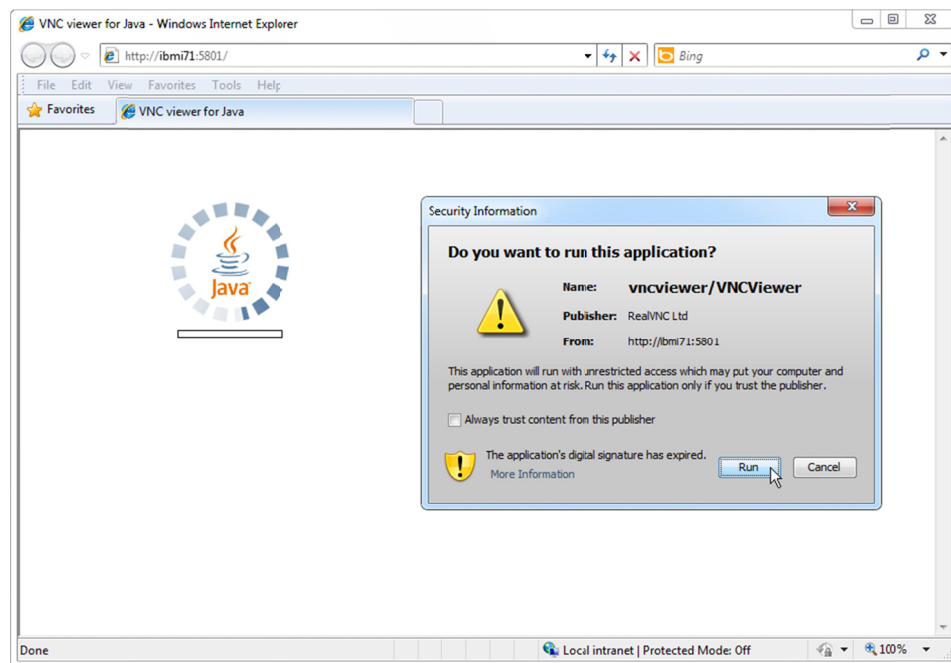 VNC viewer for Java - Windows Internet Explorer
http://ibmi71:5801/
Bing
File Edit View Favorites Tools Help
Favorites
VNC viewer for Java
Java
Security Information
Do you want to run this application?
Name: vncviewer/VNCViewer
Publisher: RealVNC Ltd
From: http://ibmi71:5801
This application will run with unrestricted access which may put your computer and
personal information at risk. Run this application only if you trust the publisher.
Always trust content from this publisher
The application's digital signature has expired.
More Information
Run
Cancel
Done
Local intranet | Protected Mode: Off
100%